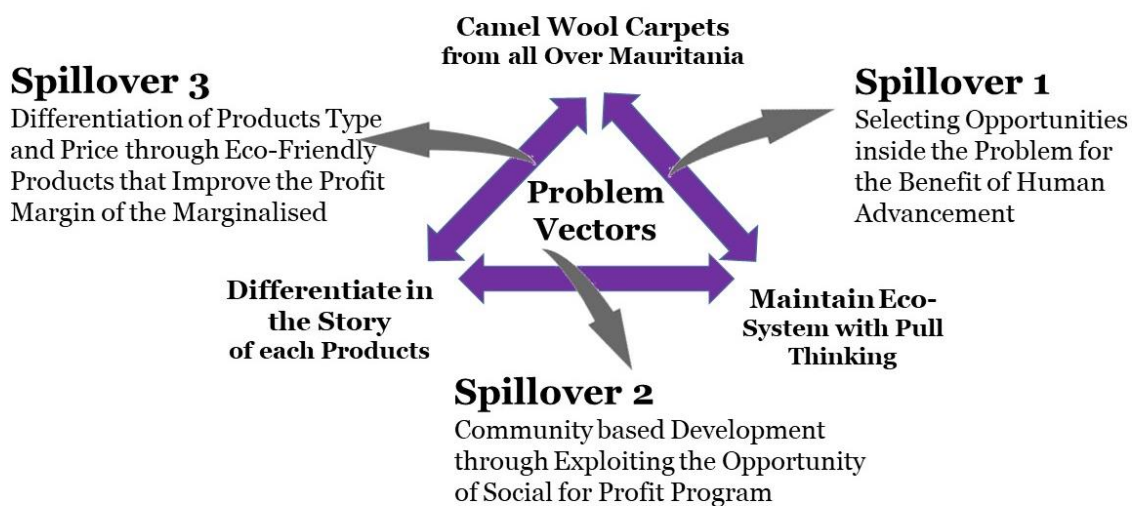 Camel Wool Carpets
from all Over Mauritania
Spillover 3
Differentiation of Products Type
and Price through Eco-Friendly
Products that Improve the Profit
Margin of the Marginalised
Spillover 1
Selecting Opportunities
inside the Problem for
the Benefit of Human
Advancement
Problem
Vectors
Differentiate in
the Story
of each Products
Maintain Eco-
System with Pull
Thinking
Spillover 2
Community based Development
through Exploiting the Opportunity
of Social for Profit Program